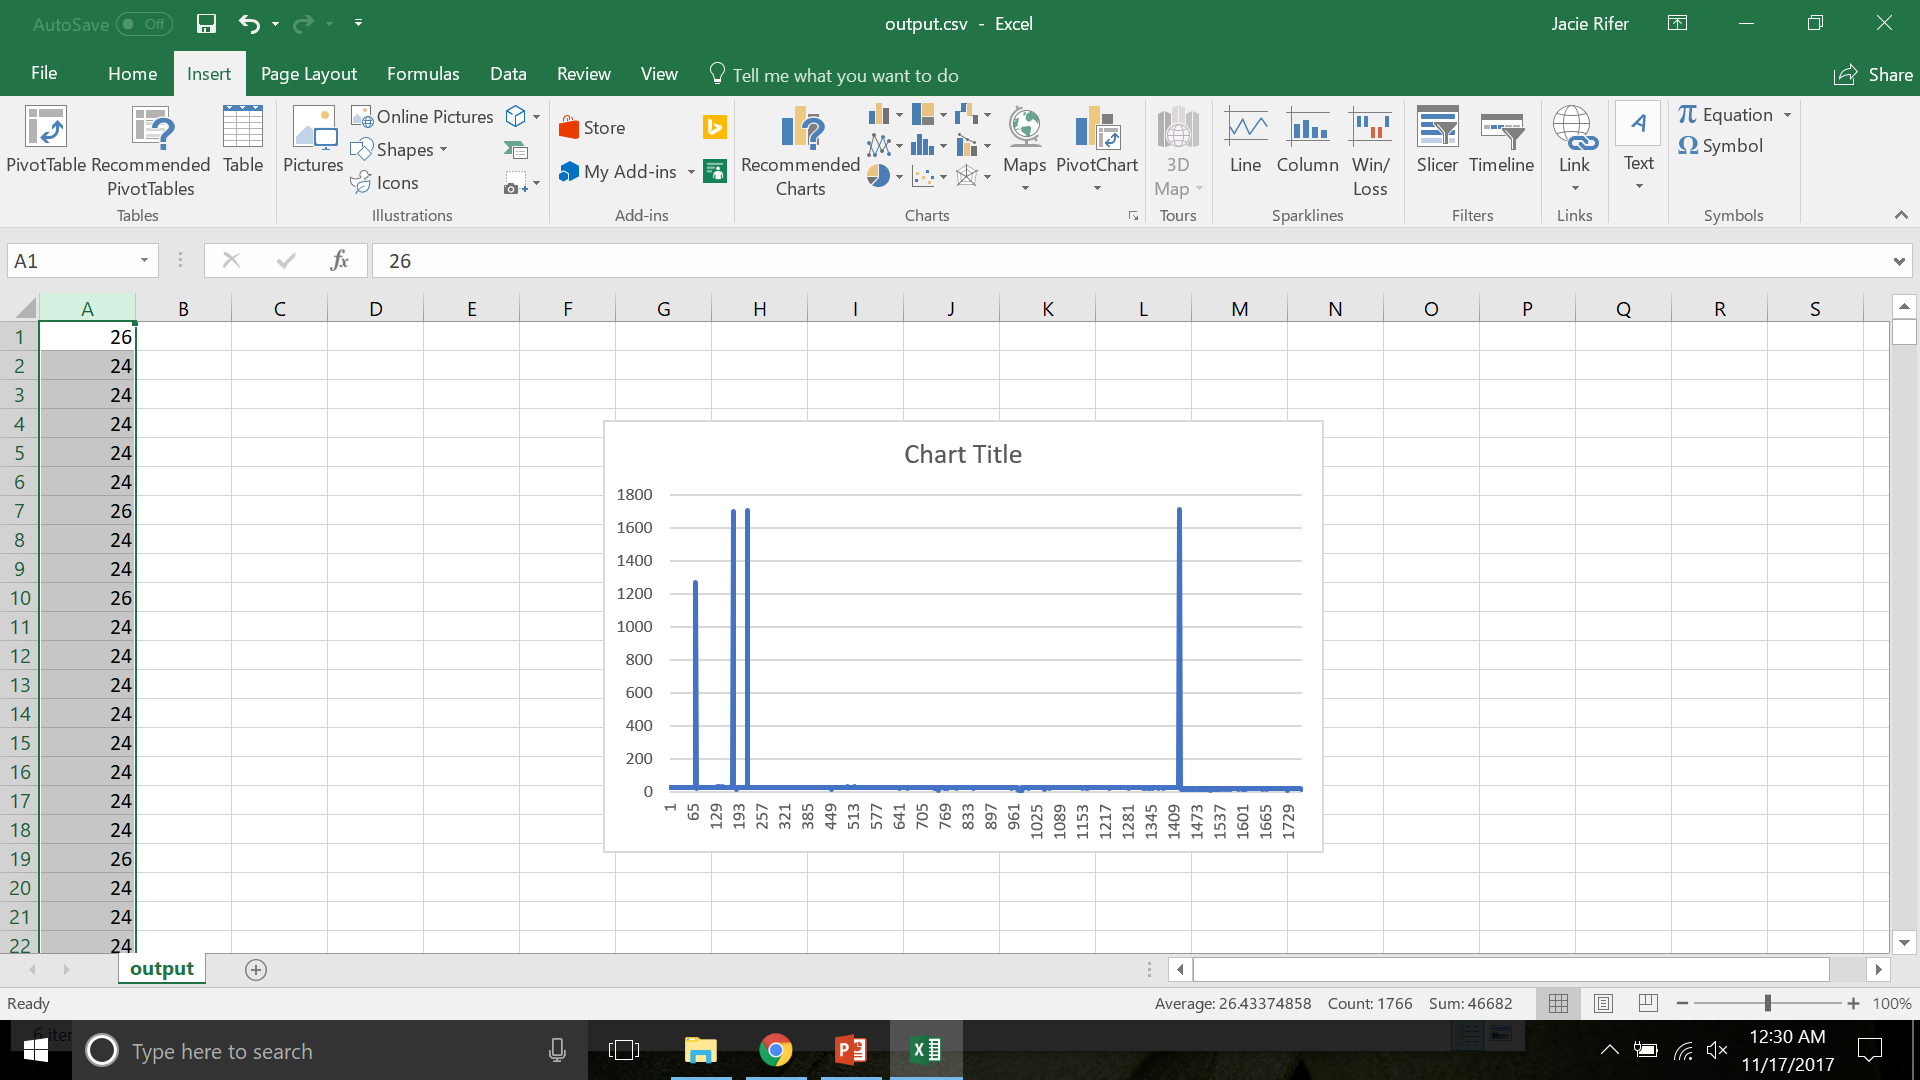 AutoSave Off
output.csv - Excel
Jacie Rifer
File Home Insert Page Layout Formulas Data Review View Tell me what you want to do Share
PivotTable
Recommended
PivotTables
Table
Tables
Pictures
Online Pictures
Shapes
Icons
Illustrations
Store
My Add-ins
Add-ins
Recommended
Charts
Maps
PivotChart
Charts
3D
Map
Tours
Line
Column
Win/
Loss
Sparklines
Slicer
Timeline
Filters
Link
Links
A
Text
π Equation
Ω Symbol
Symbols
A1
fx
26
A B C D E F G H I J K L M N O P Q R S
1 26
2 24
3 24
4 24
5 24
6 24
7 26
8 24
9 24
10 26
11 24
12 24
13 24
14 24
15 24
16 24
17 24
18 24
19 26
20 24
21 24
22 24
Chart Title
1800
1600
1400
1200
1000
800
600
400
200
0
1 65 129 193 257 321 385 449 513 577 641 705 769 833 897 961 1025 1089 1153 1217 1281 1345 1409 1473 1537 1601 1665 1729
output
Ready
Average: 26.43374858 Count: 1766 Sum: 46682
100%
6 iter
Type here to search
12:30 AM
11/17/2017